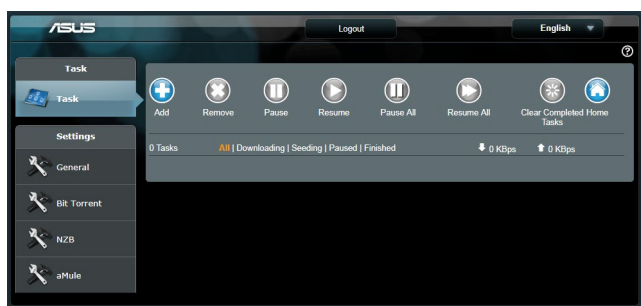 ASUS
Logout
English
Task
Task
Settings
General
Bit Torrent
NZB
aMule
Add
Remove
Pause
Resume
Pause All
Resume All
Clear Completed Tasks
Home
0 Tasks
All | Downloading | Seeding | Paused | Finished
0 KBps
0 KBps